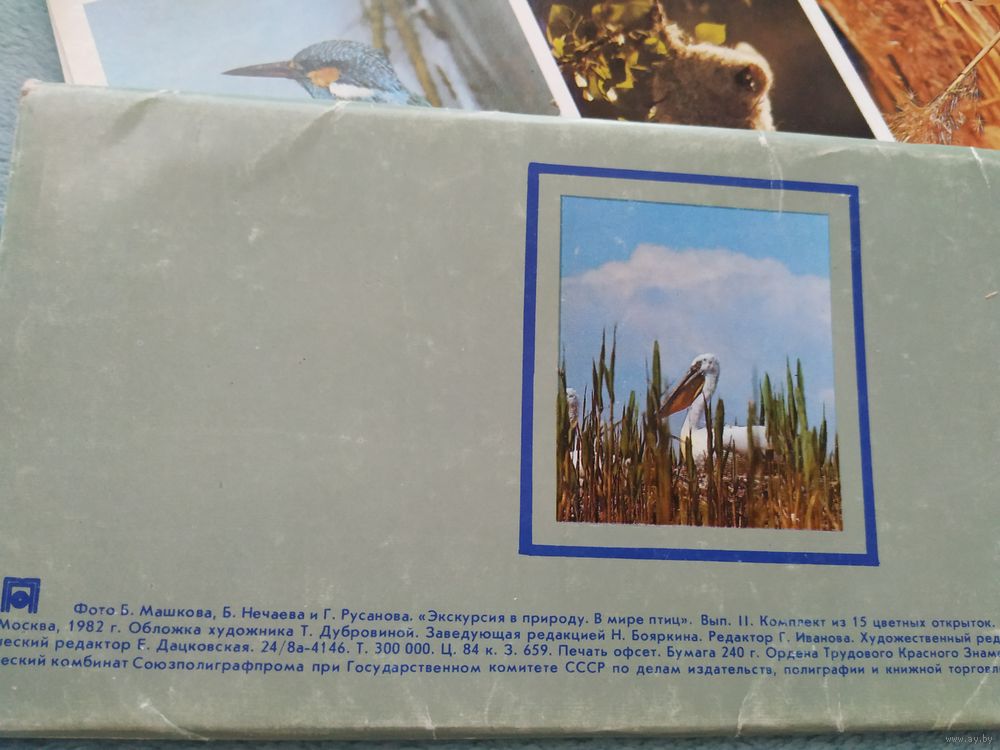 Фото Б. Машкова, Б. Нечаева и Г. Русанова. «Экскурсия в природу. В мире птиц». Вып. II. Комплект из 15 цветных открыток.
Москва, 1982 г. Обложка художника Т. Дубровиной. Заведующая редакцией Н. Бояркина. Редактор Г. Иванова. Художественный ред
ческий редактор Е. Дацковская. 24/8а-4146. Т. 300 000. Ц. 84 к. З. 659. Печать офсет. Бумага 240 г. Ордена Трудового Красного Знаме
еский комбинат Союзполиграфпрома при Государственном комитете СССР по делам издательств, полиграфии и книжной торговл
www.ay.by